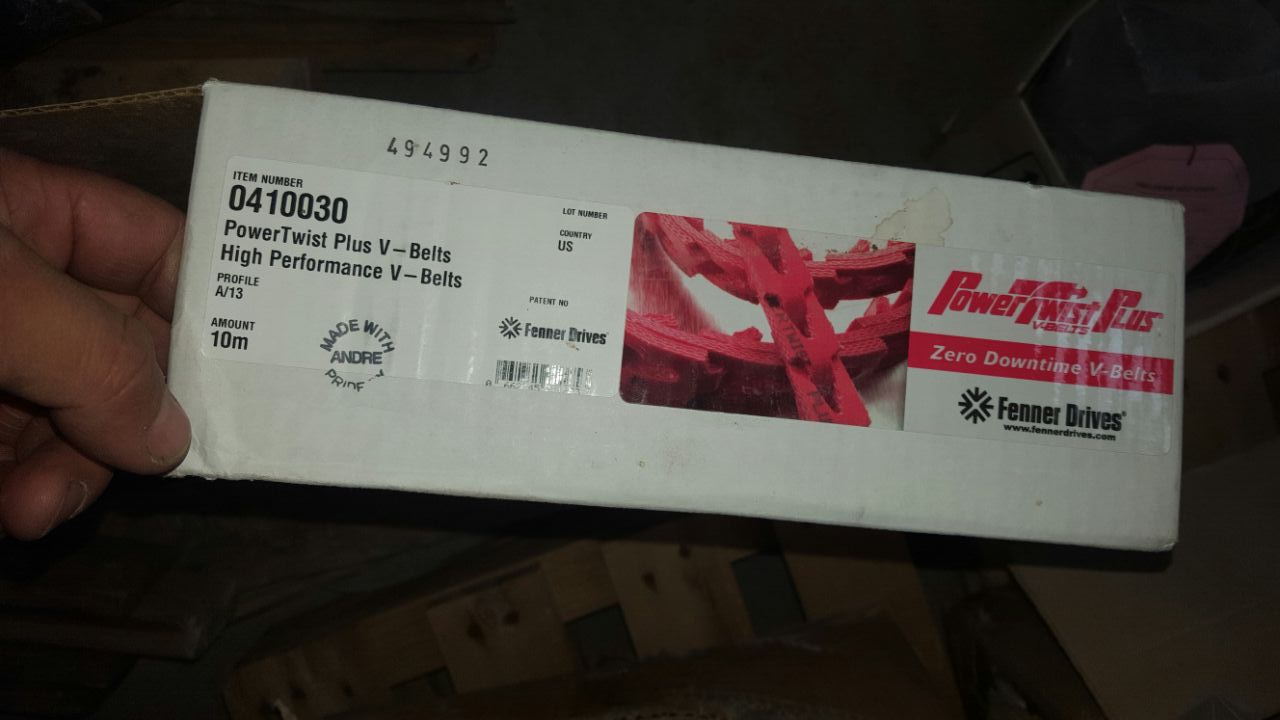 494992
ITEM NUMBER
0410030
PowerTwist Plus V-Belts
High Performance V-Belts
PROFILE
A/13
AMOUNT
10m
MADE WITH
ANDRE
PRIDE
LOT NUMBER
COUNTRY
US
PATENT NO
Fenner Drives®
PowerTwist Plus
V-BELTS
Zero Downtime V-Belts
Fenner Drives®
www.fennerdrives.com